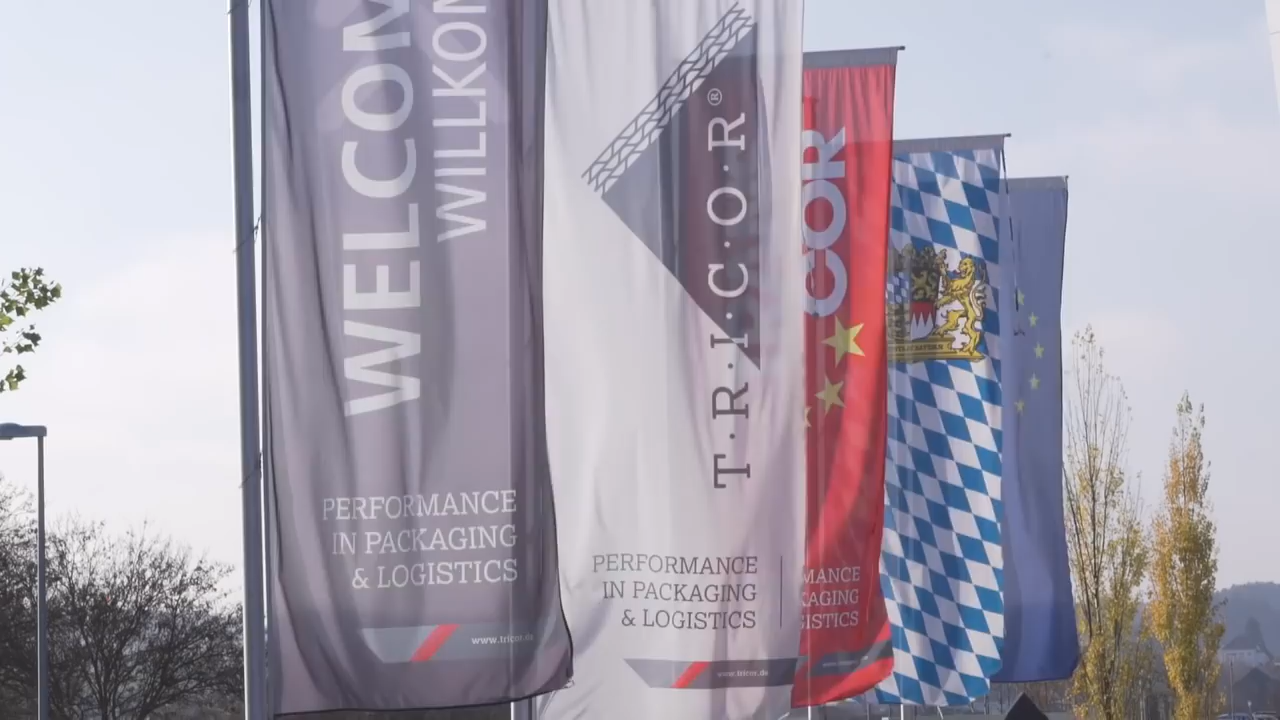 WELCOM
WILLKOM
PERFORMANCE
IN PACKAGING
& LOGISTICS
www.tricor.de
T·R·I·C·O·R®
PERFORMANCE
IN PACKAGING
& LOGISTICS
www.tricor.de
COR
MANCE
KAGING
GISTICS